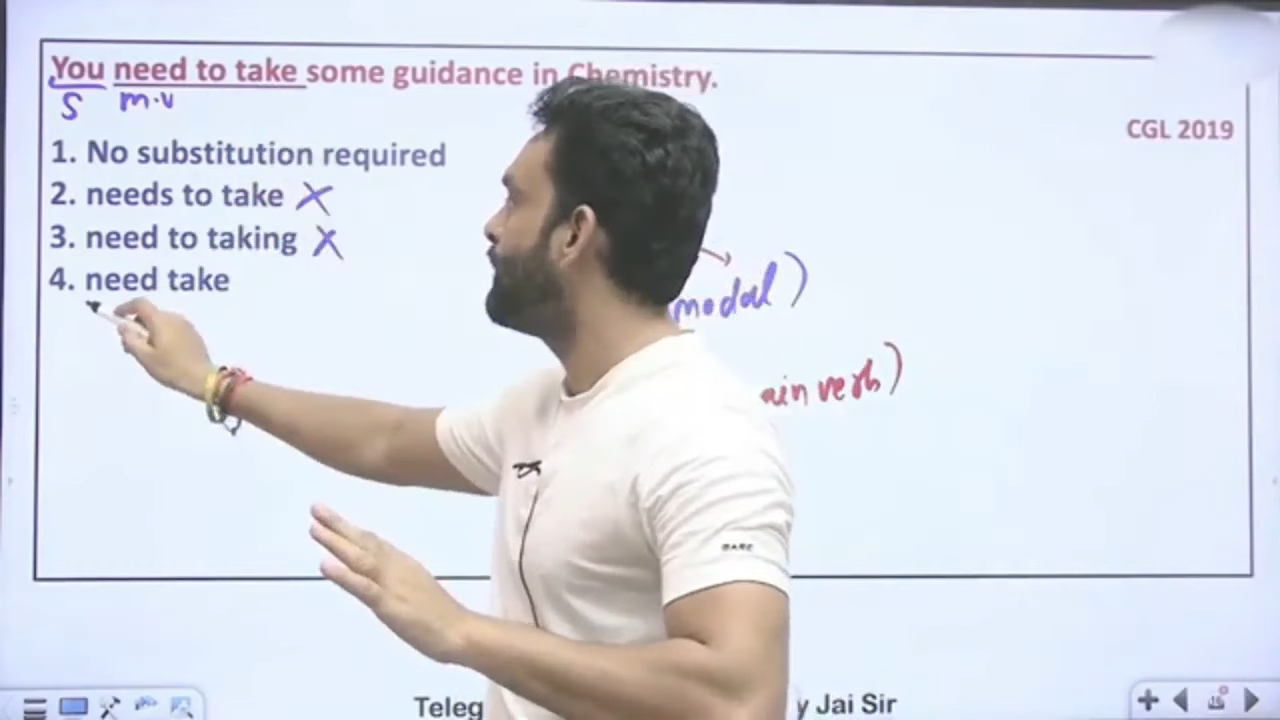 You need to take some guidance in Chemistry.
S m.v
CGL 2019
1. No substitution required
2. needs to take X
3. need to taking X
4. need take
modal)
ain verb)
BARE
Teleg
y Jai Sir